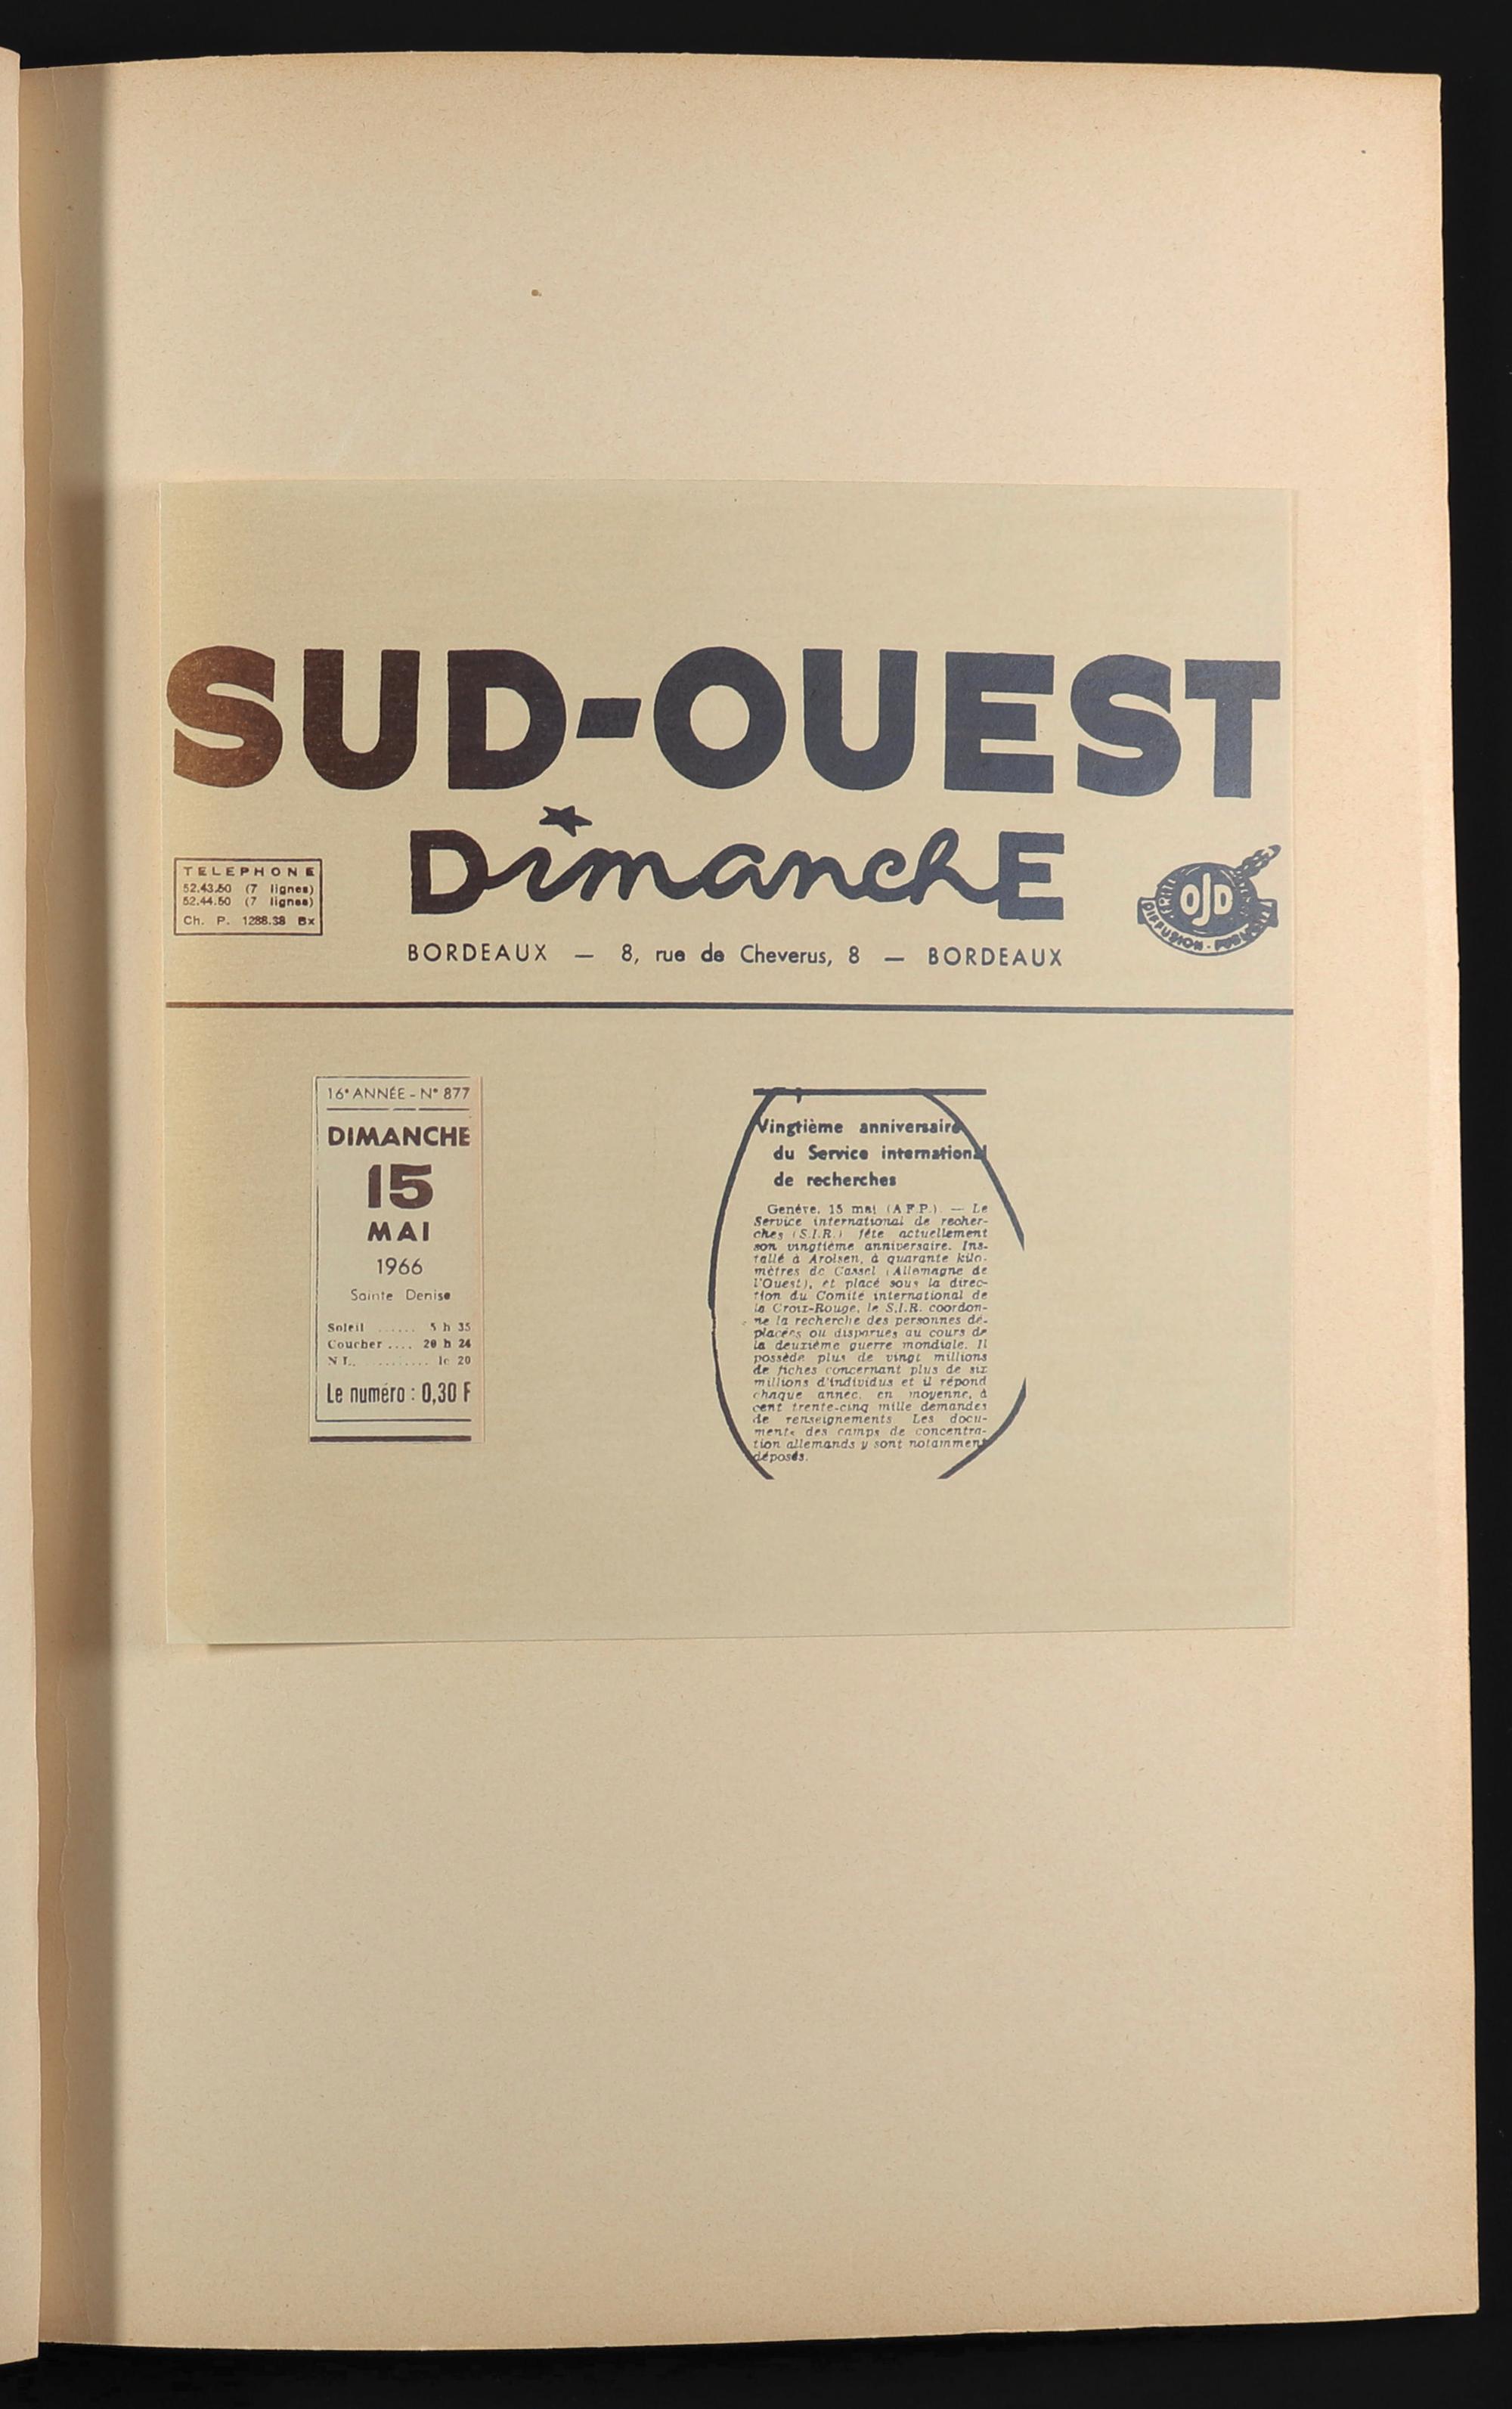 SUD-OUEST
DimanchE
TELEPHONE
52.43.50 (7 lignes)
52.44.50 (7 lignes)
Ch. P. 1288.38 Bx
BORDEAUX — 8, rue de Cheverus, 8 — BORDEAUX
OJD
DIFFUSION - PUBLICITÉ
16e ANNÉE - N° 877
DIMANCHE
15
MAI
1966
Sainte Denise
Soleil ...... 5 h 35
Coucher .... 20 h 24
N L. ......... le 20
Le numéro : 0,30 F
Vingtième anniversaire
du Service international
de recherches
Genève, 15 mai (A F.P.). — Le
Service international de recher-
ches (S.I.R.) fête actuellement
son vingtième anniversaire. Ins-
tallé à Arolsen, à quarante kilo-
mètres de Cassel (Allemagne de
l'Ouest), et placé sous la direc-
tion du Comité international de
la Croix-Rouge, le S.I.R. coordon-
ne la recherche des personnes dé-
placées ou disparues au cours de
la deuxième guerre mondiale. Il
possède plus de vingt millions
de fiches concernant plus de six
millions d'individus et il répond
chaque année, en moyenne, à
cent trente-cinq mille demandes
de renseignements Les docu-
ments des camps de concentra-
tion allemands y sont notamment
déposés.